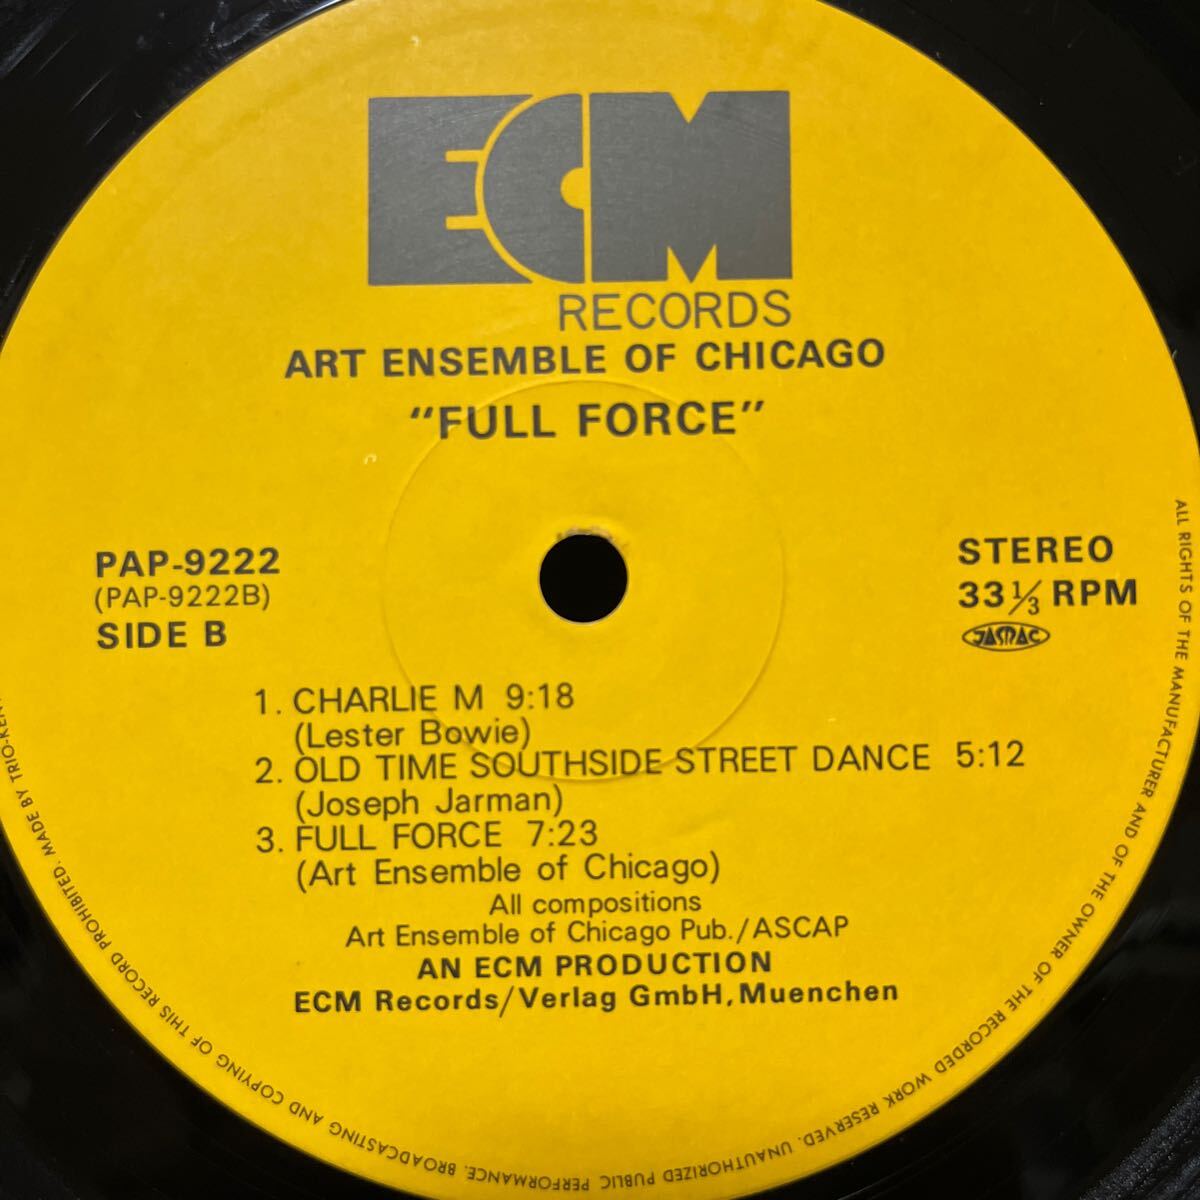 ECM
RECORDS
ART ENSEMBLE OF CHICAGO
"FULL FORCE"
PAP-9222
(PAP-9222B)
SIDE B
STEREO
33 1/3 RPM
JASRAC
1. CHARLIE M 9:18
(Lester Bowie)
2. OLD TIME SOUTHSIDE STREET DANCE 5:12
(Joseph Jarman)
3. FULL FORCE 7:23
(Art Ensemble of Chicago)
All compositions
Art Ensemble of Chicago Pub./ASCAP
AN ECM PRODUCTION
ECM Records/Verlag GmbH, Muenchen
ALL RIGHTS OF THE MANUFACTURER AND OF THE OWNER OF THE RECORDED WORK RESERVED. UNAUTHORIZED PUBLIC PERFORMANCE. BROADCASTING AND COPYING OF THIS RECORD PROHIBITED. MADE BY